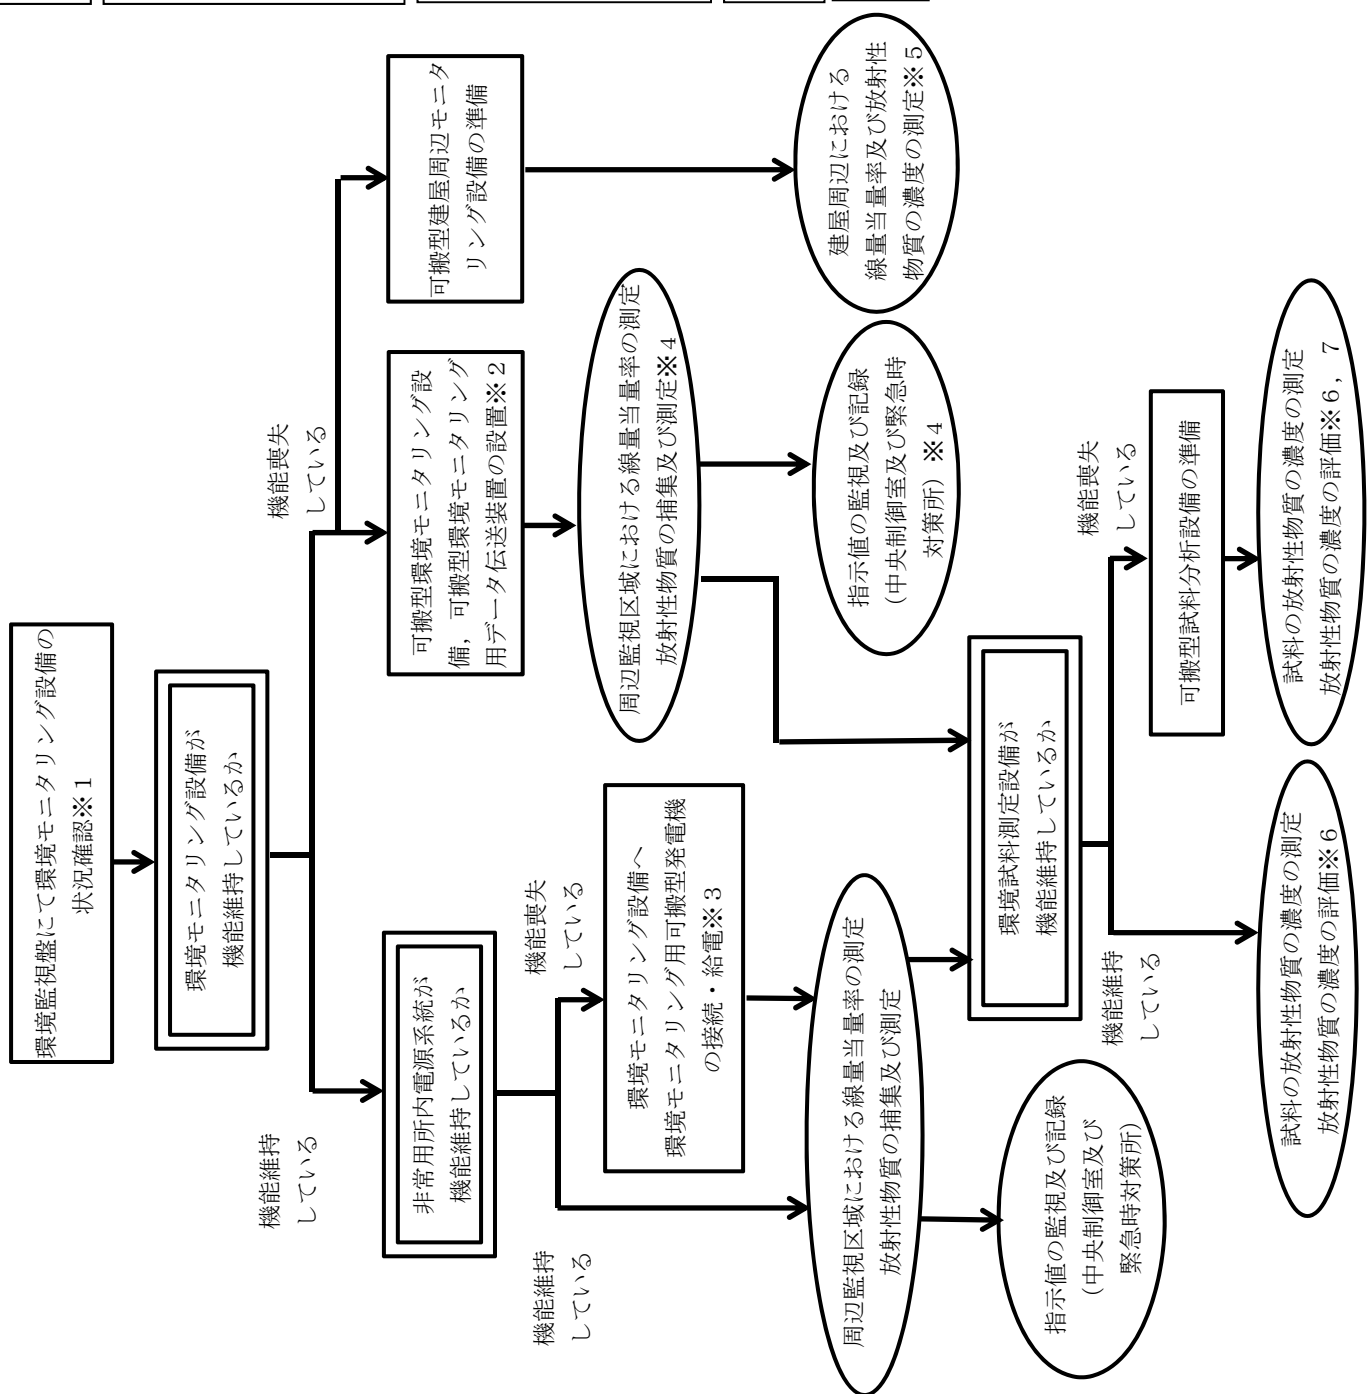 環境監視盤にて環境モニタリング設備の
状況確認※1
環境モニタリング設備が
機能維持しているか
機能維持
している
機能喪失
している
非常用所内電源系統が
機能維持しているか
可搬型環境モニタリング設
備，可搬型環境モニタリング
用データ伝送装置の設置※2
可搬型建屋周辺モニタ
リング設備の準備
機能維持
している
機能喪失
している
環境モニタリング設備へ
環境モニタリング用可搬型発電機
の接続・給電※3
周辺監視区域における線量当量率の測定
放射性物質の捕集及び測定※4
建屋周辺における
線量当量率及び放射性
物質の濃度の測定※5
周辺監視区域における線量当量率の測定
放射性物質の捕集及び測定
指示値の監視及び記録
(中央制御室及び緊急時
対策所）※4
指示値の監視及び記録
(中央制御室及び
緊急時対策所）
環境試料測定設備が
機能維持しているか
機能維持
している
機能喪失
している
可搬型試料分析設備の準備
試料の放射性物質の濃度の測定
放射性物質の濃度の評価※6
試料の放射性物質の濃度の測定
放射性物質の濃度の評価※6，7